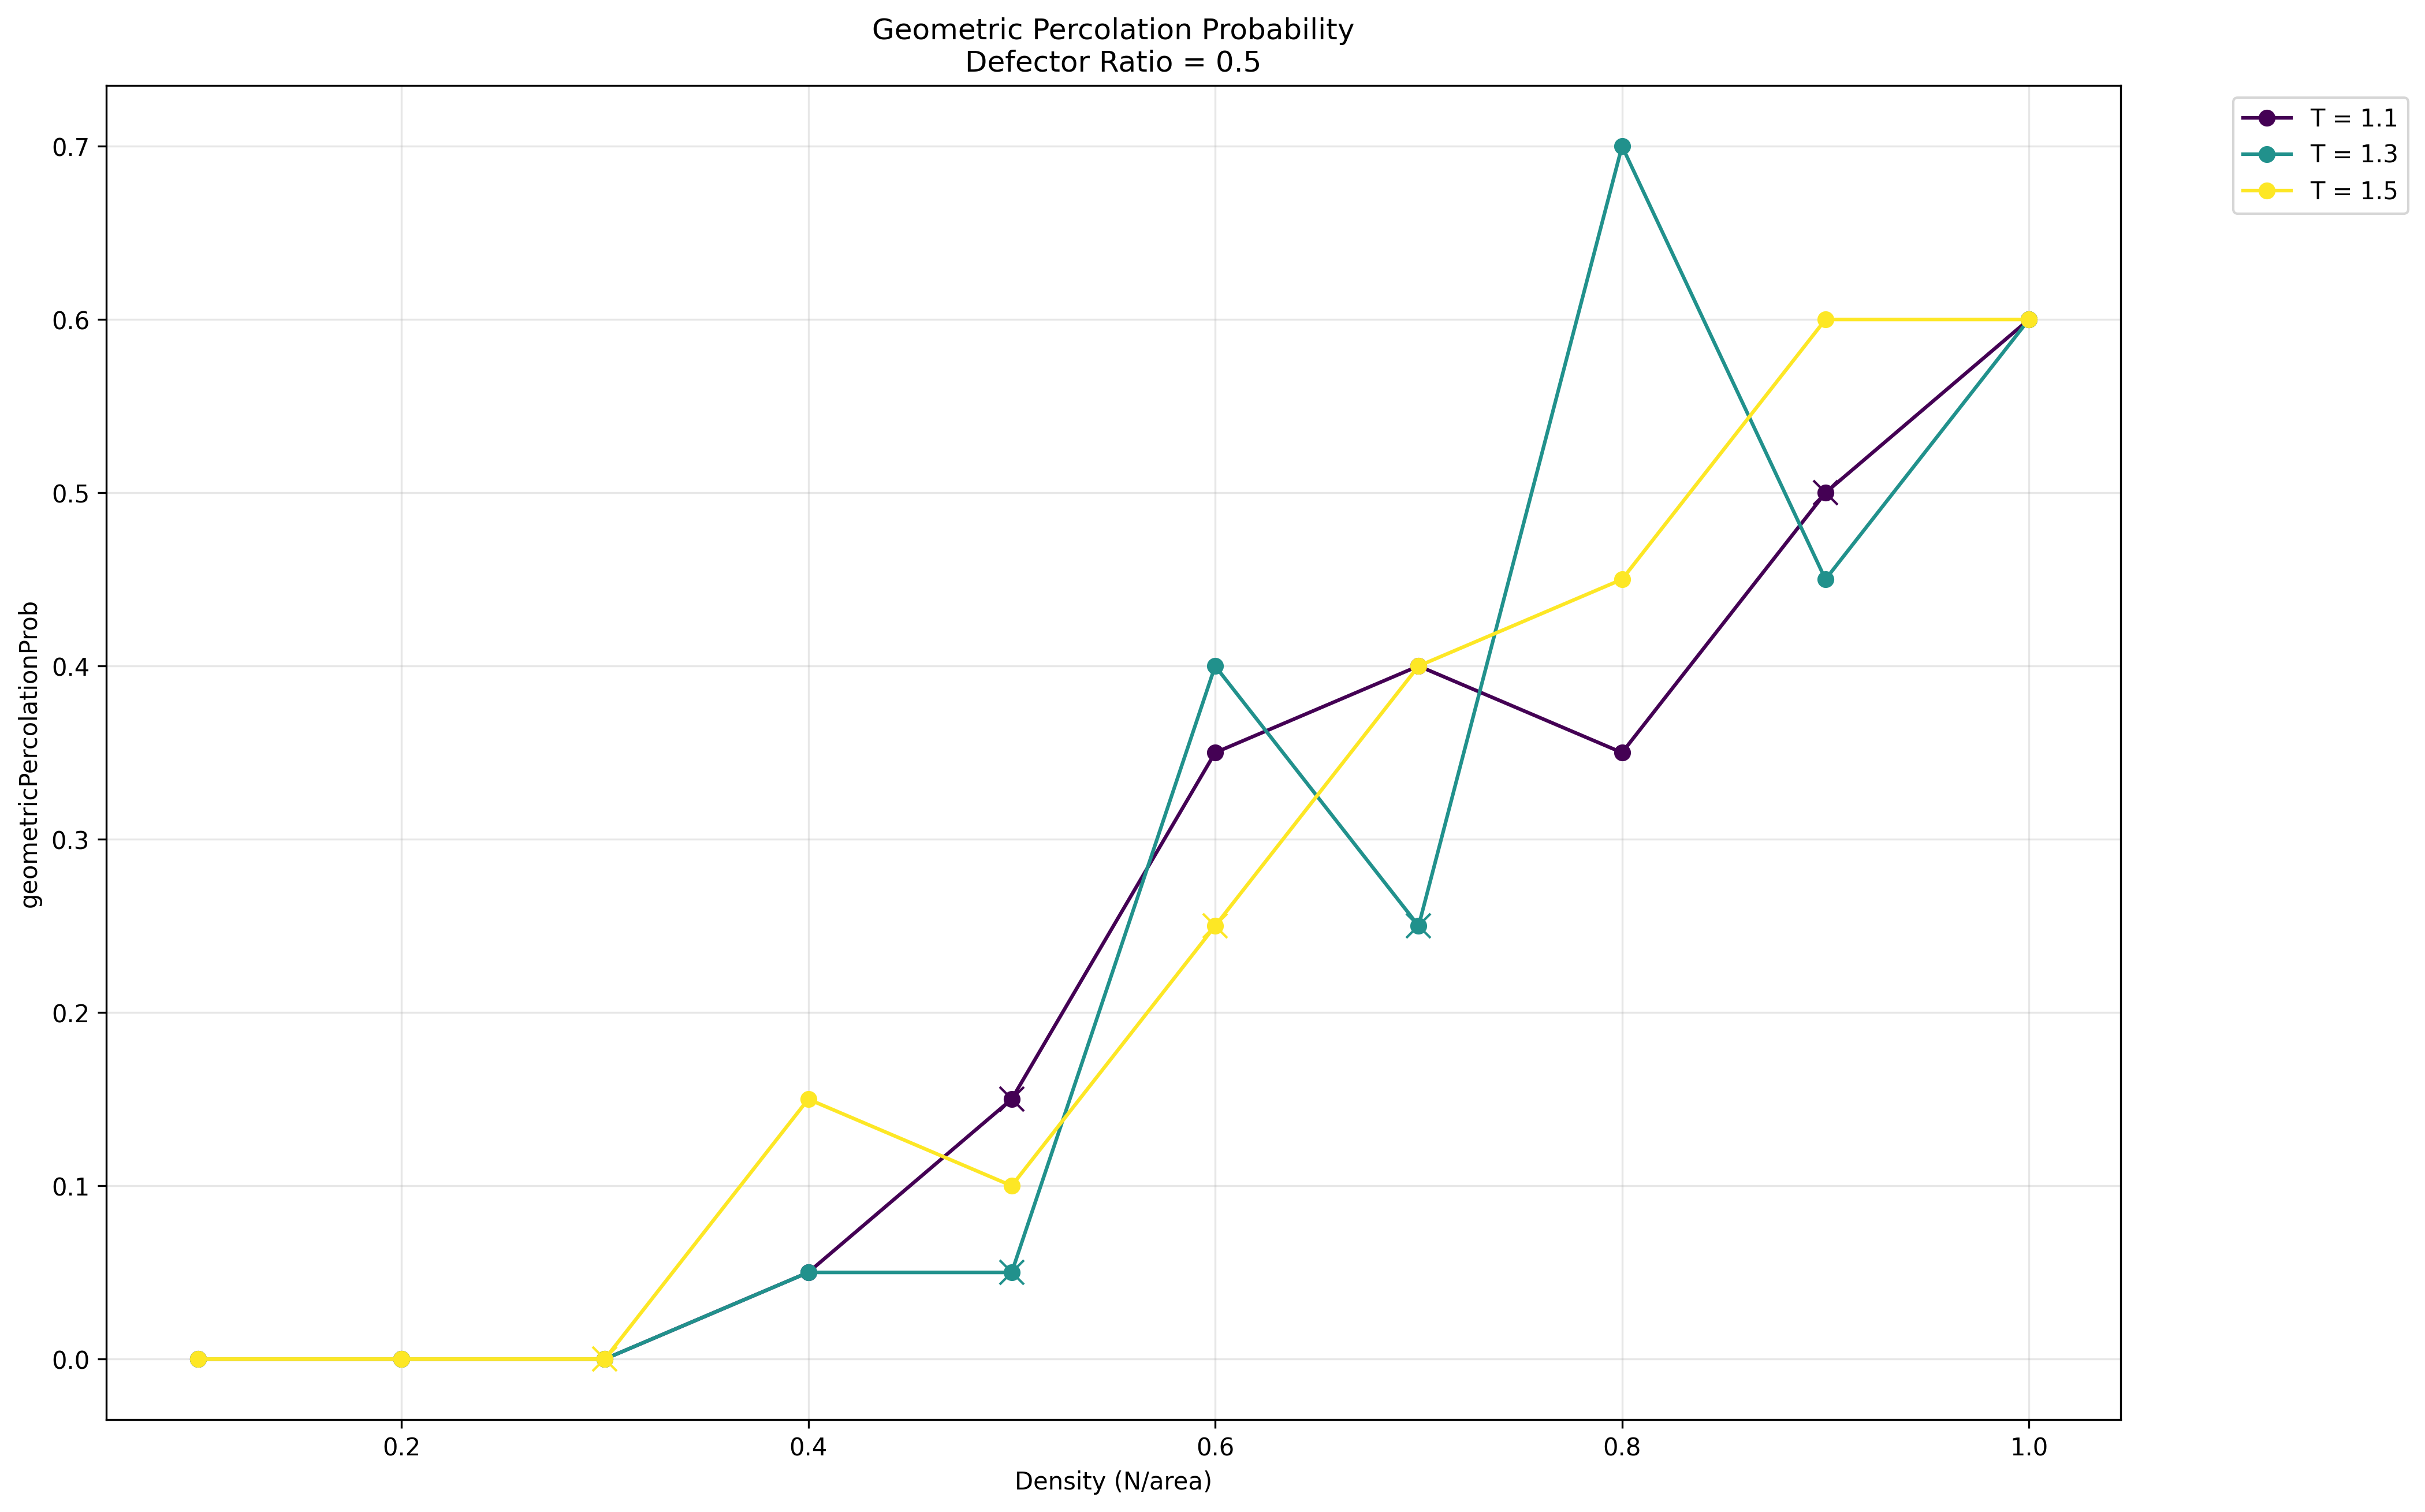 Geometric Percolation Probability
Defector Ratio = 0.5
T = 1.1
T = 1.3
T = 1.5
geometricPercolationProb
0.7
0.6
0.5
0.4
0.3
0.2
0.1
0.0
0.2
0.4
0.6
0.8
1.0
Density (N/area)